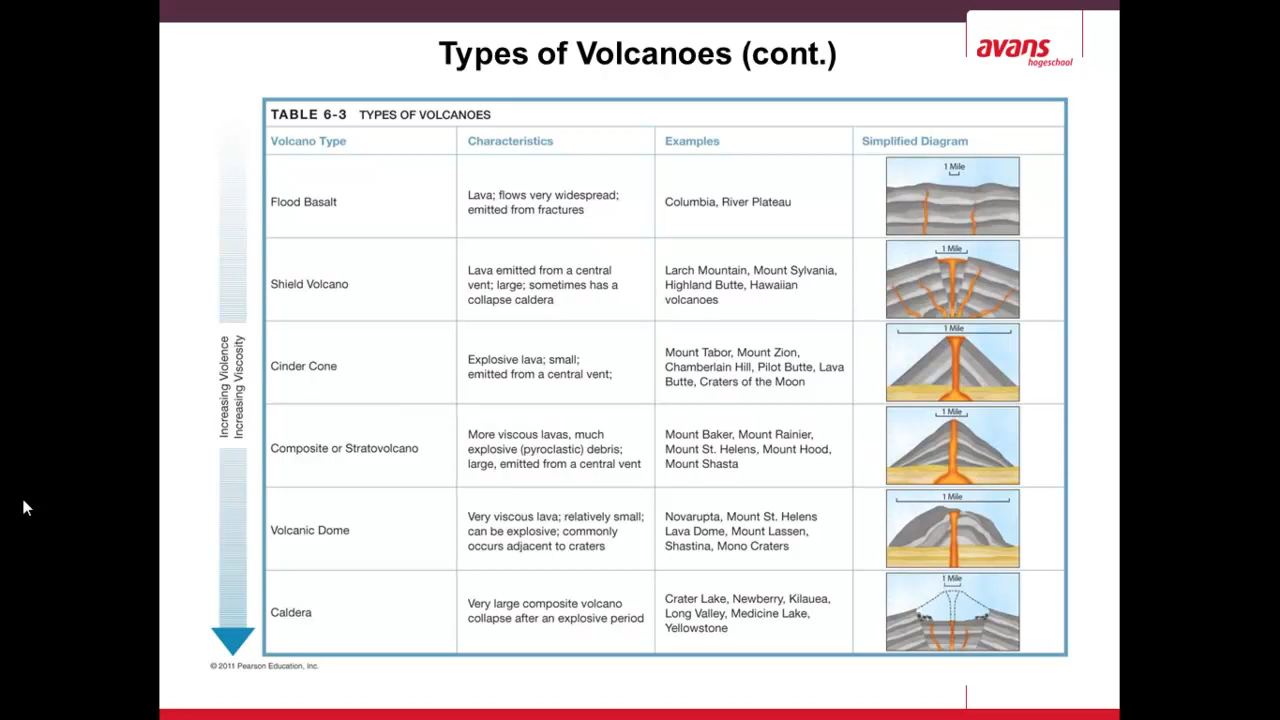 Types of Volcanoes (cont.)
avans
hogeschool
TABLE 6-3 TYPES OF VOLCANOES
Volcano Type
Characteristics
Examples
Simplified Diagram
Flood Basalt
Lava; flows very widespread;
emitted from fractures
Columbia, River Plateau
1 Mile
Shield Volcano
Lava emitted from a central
vent; large; sometimes has a
collapse caldera
Larch Mountain, Mount Sylvania,
Highland Butte, Hawaiian
volcanoes
1 Mile
Cinder Cone
Explosive lava; small;
emitted from a central vent;
Mount Tabor, Mount Zion,
Chamberlain Hill, Pilot Butte, Lava
Butte, Craters of the Moon
1 Mile
Composite or Stratovolcano
More viscous lavas, much
explosive (pyroclastic) debris;
large, emitted from a central vent
Mount Baker, Mount Rainier,
Mount St. Helens, Mount Hood,
Mount Shasta
1 Mile
Volcanic Dome
Very viscous lava; relatively small;
can be explosive; commonly
occurs adjacent to craters
Novarupta, Mount St. Helens
Lava Dome, Mount Lassen,
Shastina, Mono Craters
1 Mile
Caldera
Very large composite volcano
collapse after an explosive period
Crater Lake, Newberry, Kilauea,
Long Valley, Medicine Lake,
Yellowstone
1 Mile
Increasing Violence
Increasing Viscosity
© 2011 Pearson Education, Inc.